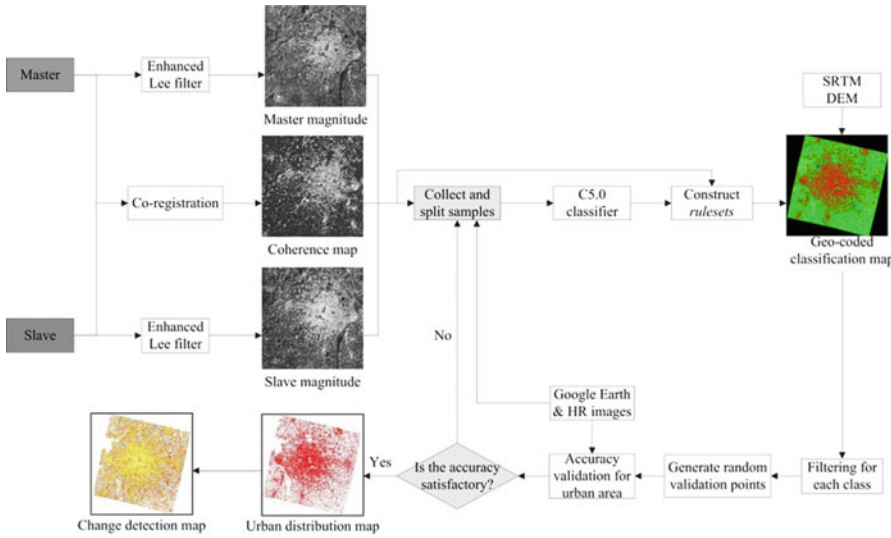 Master
Enhanced
Lee filter
Master magnitude
Co-registration
Coherence map
Slave
Enhanced
Lee filter
Slave magnitude
Collect and
split samples
C5.0
classifier
Construct
rulesets
SRTM
DEM
Geo-coded
classification map
No
Google Earth
& HR images
Change detection map
Urban distribution map
Yes
Is the accuracy
satisfactory?
Accuracy
validation for
urban area
Generate random
validation points
Filtering for
each class